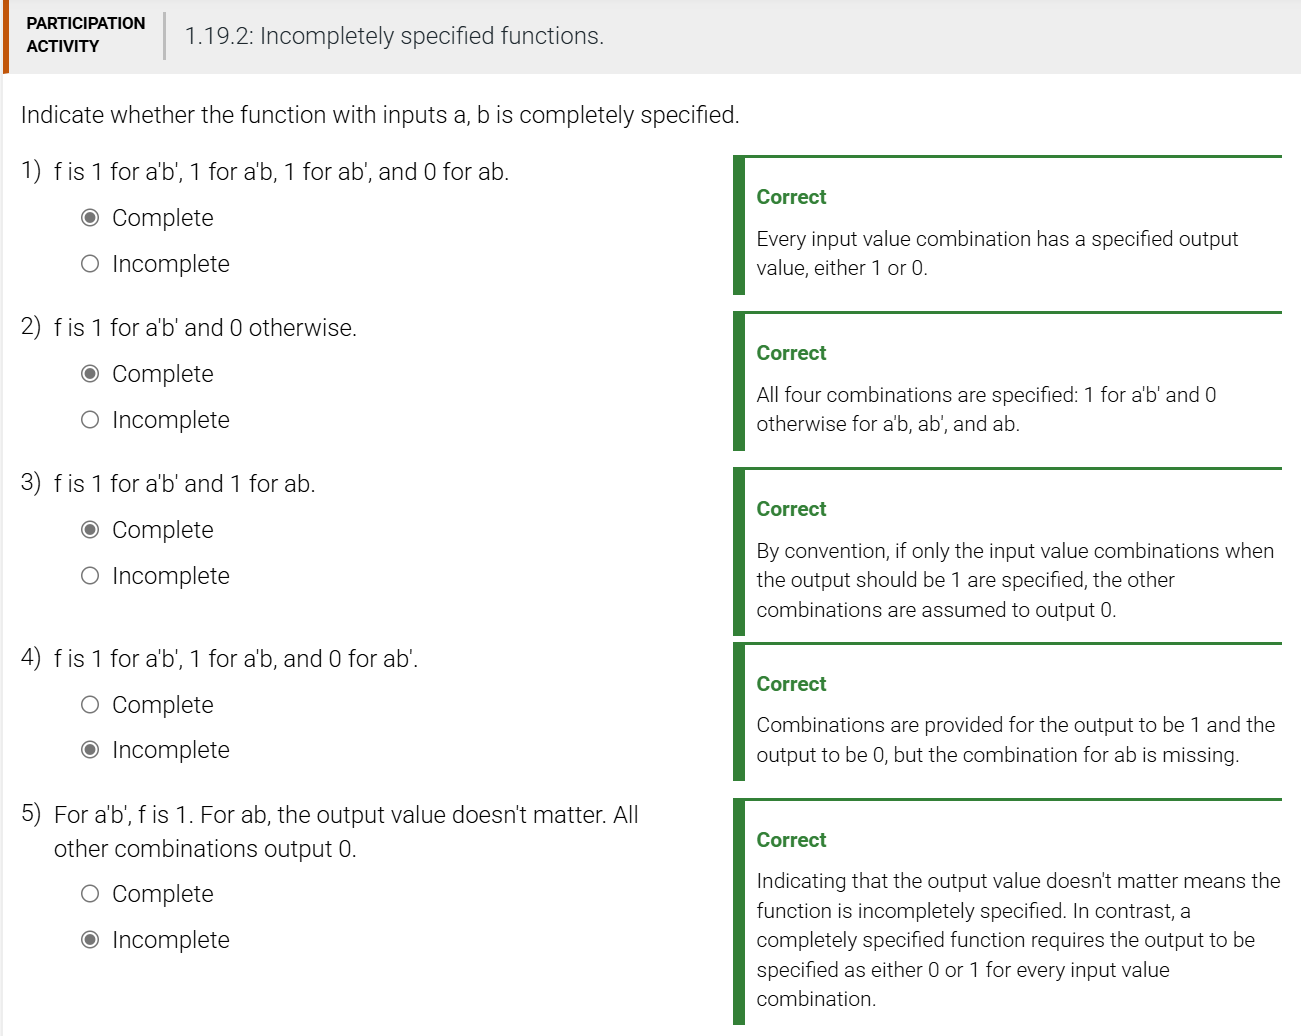 PARTICIPATION
ACTIVITY
1.19.2: Incompletely specified functions.
Indicate whether the function with inputs a, b is completely specified.
1) f is 1 for a'b', 1 for a'b, 1 for ab', and 0 for ab.
Complete
Incomplete
Correct
Every input value combination has a specified output
value, either 1 or 0.
2) f is 1 for a'b' and 0 otherwise.
Complete
Incomplete
Correct
All four combinations are specified: 1 for a'b' and 0
otherwise for a'b, ab', and ab.
3) f is 1 for a'b' and 1 for ab.
Complete
Incomplete
Correct
By convention, if only the input value combinations when
the output should be 1 are specified, the other
combinations are assumed to output 0.
4) f is 1 for a'b', 1 for a'b, and 0 for ab'.
Complete
Incomplete
Correct
Combinations are provided for the output to be 1 and the
output to be 0, but the combination for ab is missing.
5) For a'b', f is 1. For ab, the output value doesn't matter. All
other combinations output 0.
Complete
Incomplete
Correct
Indicating that the output value doesn't matter means the
function is incompletely specified. In contrast, a
completely specified function requires the output to be
specified as either 0 or 1 for every input value
combination.